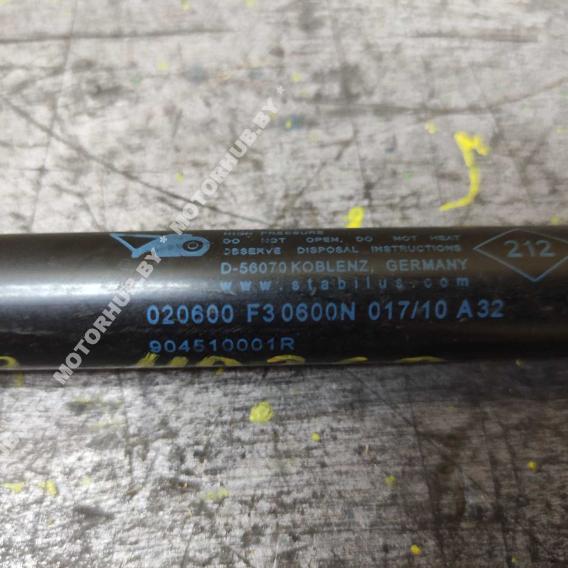 HIGH PRESSURE
DO NOT OPEN, DO NOT HEAT
OBSERVE DISPOSAL INSTRUCTIONS
D-56070 KOBLENZ, GERMANY
www.stabilus.com
212
020600 F3 0600N 017/10 A32
904510001R
MOTORHUB.BY * MOTORHUB.BY *